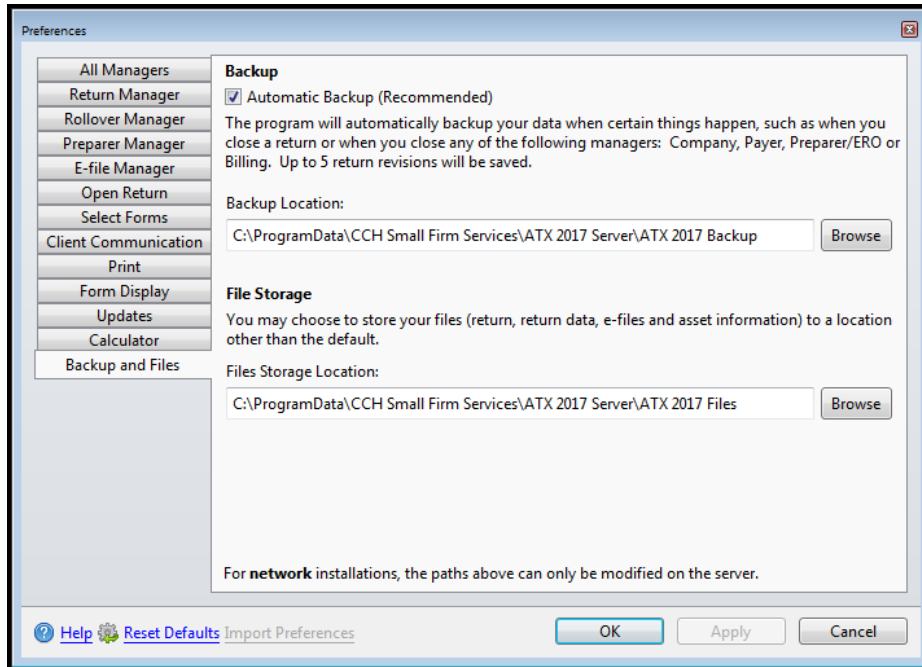 Preferences
All Managers
Return Manager
Rollover Manager
Preparer Manager
E-file Manager
Open Return
Select Forms
Client Communication
Print
Form Display
Updates
Calculator
Backup and Files
Backup
Automatic Backup (Recommended)
The program will automatically backup your data when certain things happen, such as when you
close a return or when you close any of the following managers: Company, Payer, Preparer/ERO or
Billing. Up to 5 return revisions will be saved.
Backup Location:
C:\ProgramData\CCH Small Firm Services\ATX 2017 Server\ATX 2017 Backup
Browse
File Storage
You may choose to store your files (return, return data, e-files and asset information) to a location
other than the default.
Files Storage Location:
C:\ProgramData\CCH Small Firm Services\ATX 2017 Server\ATX 2017 Files
Browse
For network installations, the paths above can only be modified on the server.
Help Reset Defaults Import Preferences
OK
Apply
Cancel